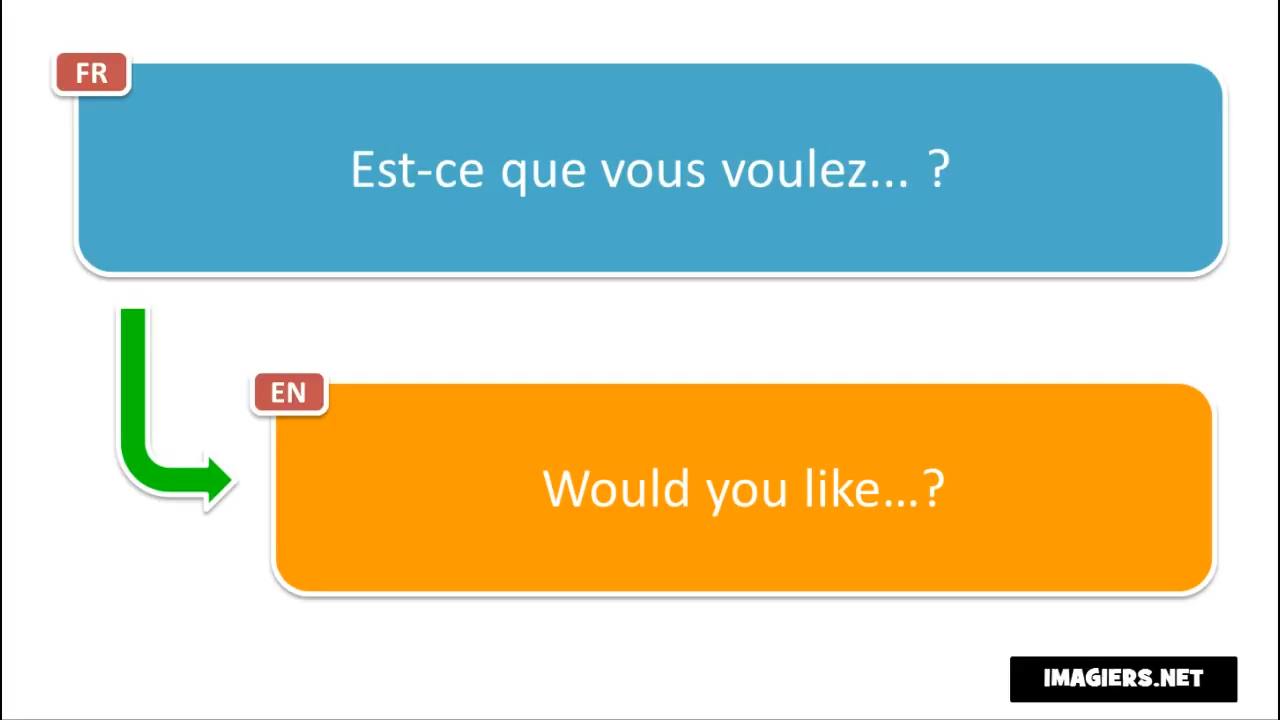 FR
Est-ce que vous voulez... ?
EN
Would you like...?
IMAGIERS.NET